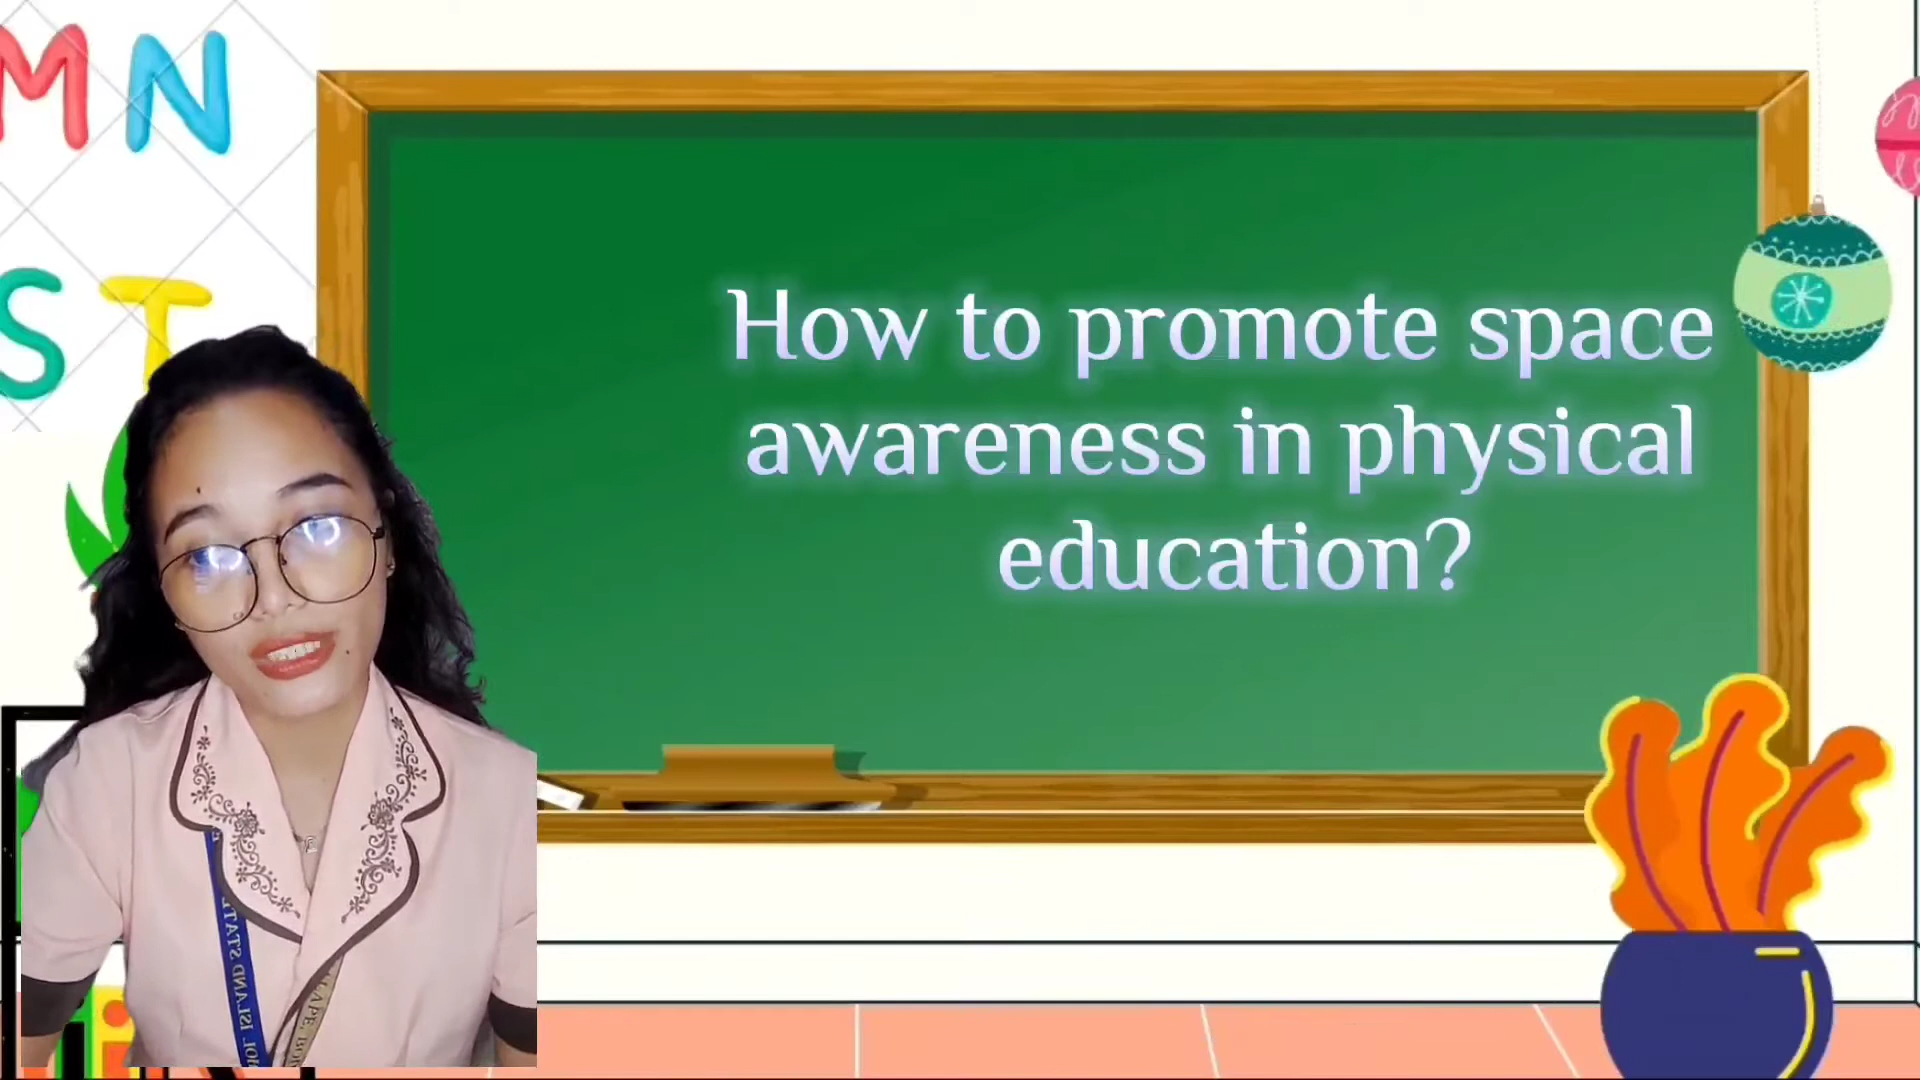 M N
S T
How to promote space
awareness in physical
education?